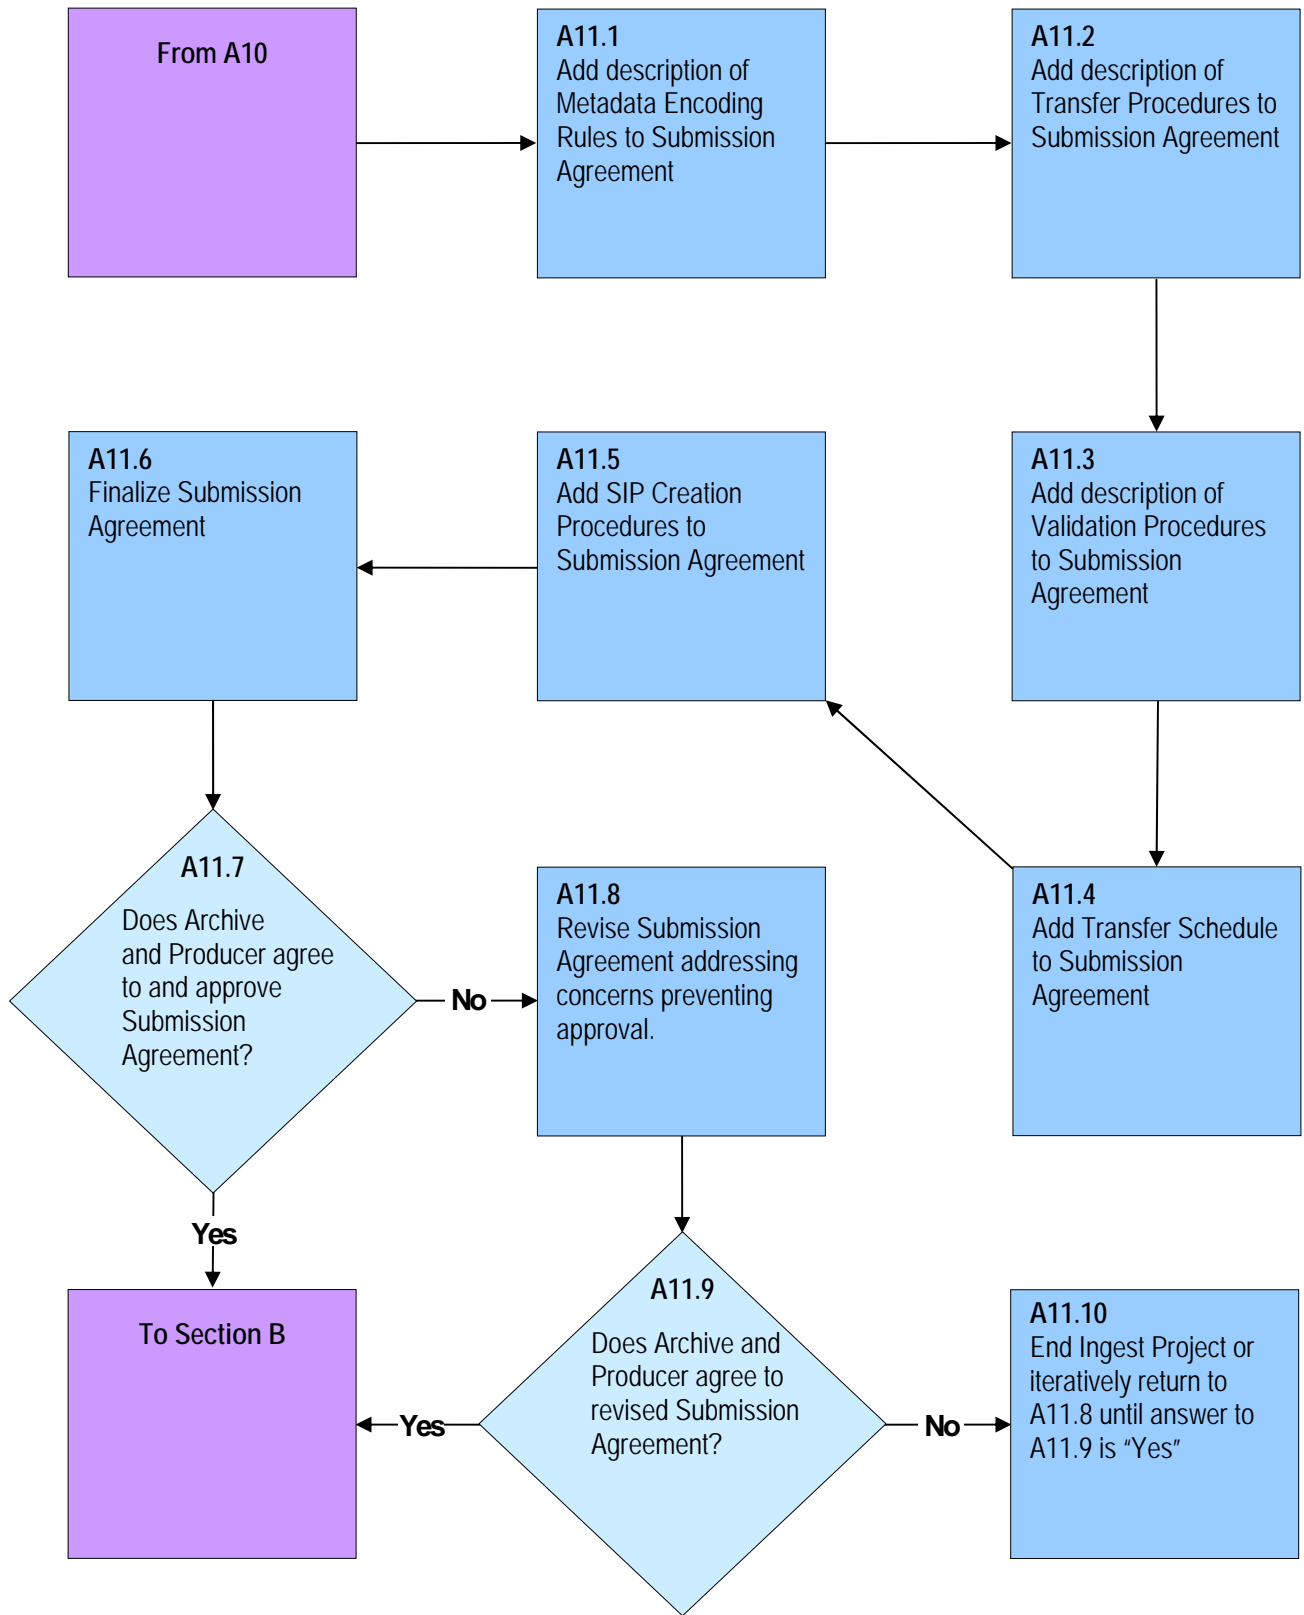 From A10
A11.1
Add description of
Metadata Encoding
Rules to Submission
Agreement
A11.2
Add description of
Transfer Procedures to
Submission Agreement
A11.6
Finalize Submission
Agreement
A11.5
Add SIP Creation
Procedures to
Submission Agreement
A11.3
Add description of
Validation Procedures
to Submission
Agreement
A11.7
Does Archive
and Producer agree
to and approve
Submission
Agreement?
No
Yes
A11.8
Revise Submission
Agreement addressing
concerns preventing
approval.
A11.4
Add Transfer Schedule
to Submission
Agreement
To Section B
Yes
A11.9
Does Archive and
Producer agree to
revised Submission
Agreement?
No
A11.10
End Ingest Project or
iteratively return to
A11.8 until answer to
A11.9 is “Yes”